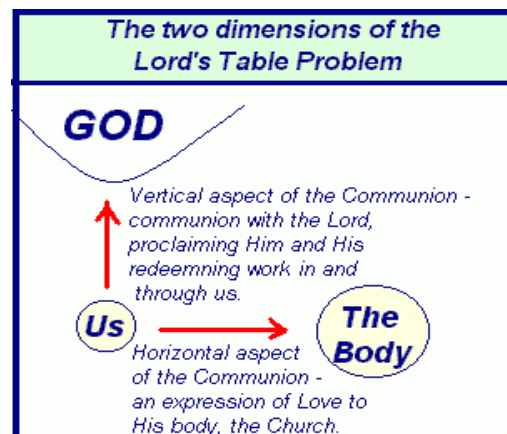 The two dimensions of the
Lord's Table Problem
GOD
Vertical aspect of the Communion -
communion with the Lord,
proclaiming Him and His
redeemning work in and
through us.
Us
The
Body
Horizontal aspect
of the Communion -
an expression of Love to
His body, the Church.